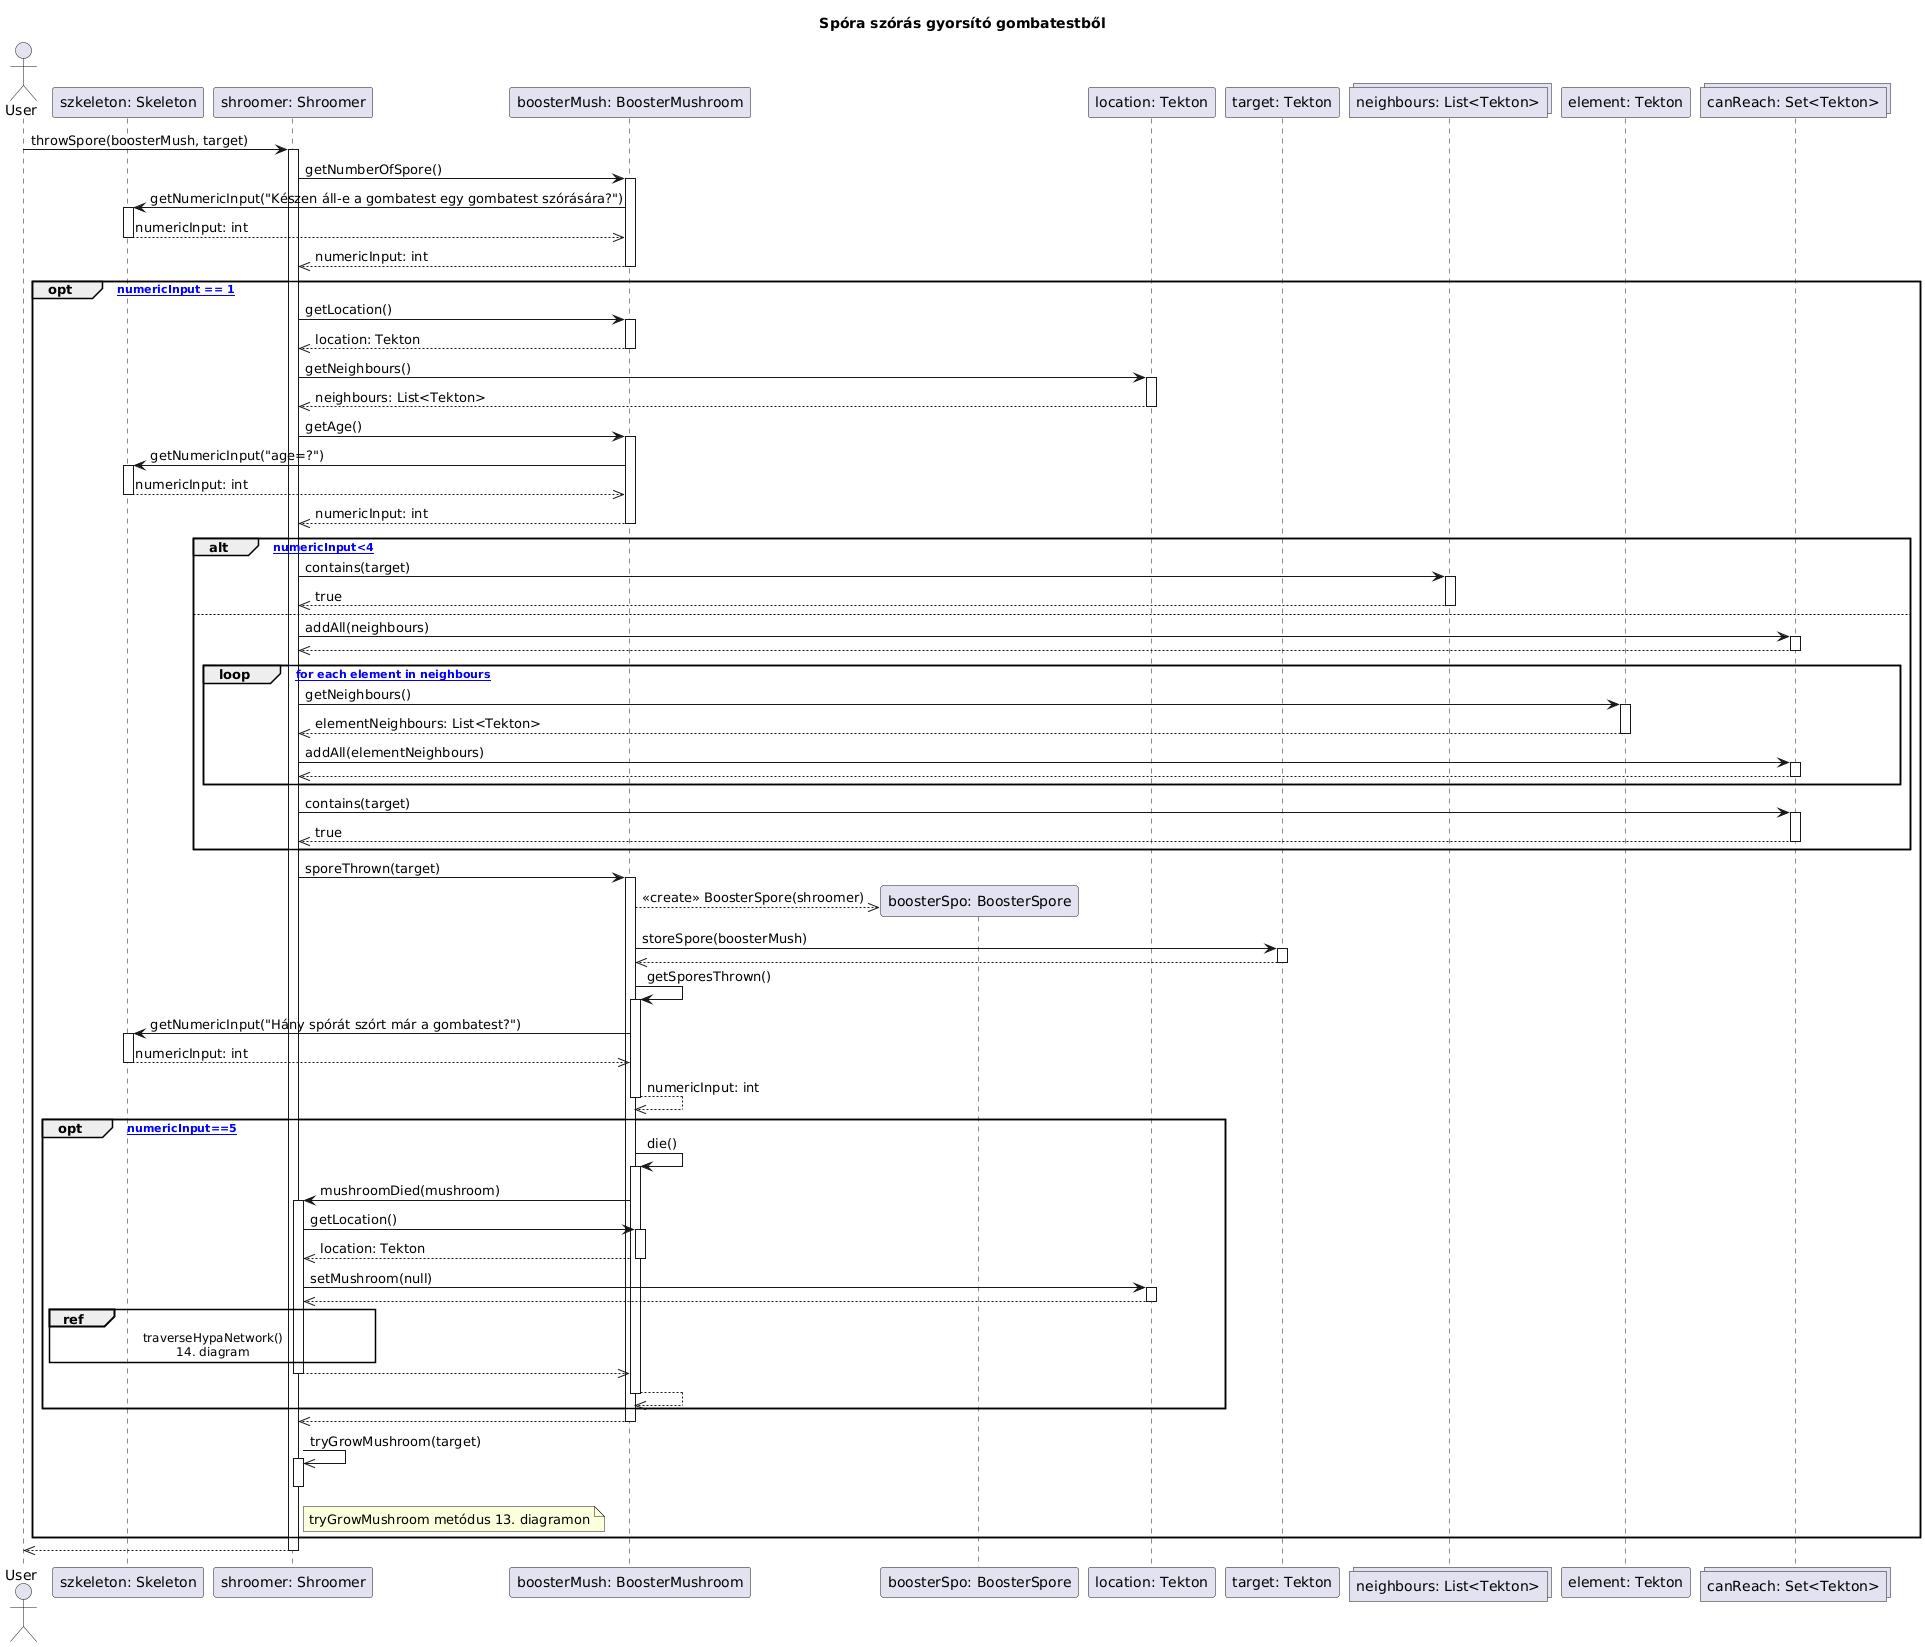 Spóra szórás gyorsító gombatestből
User
szkeleton: Skeleton
shroomer: Shroomer
boosterMush: BoosterMushroom
location: Tekton
target: Tekton
neighbours: List<Tekton>
element: Tekton
canReach: Set<Tekton>
throwSpore(boosterMush, target)
getNumberOfSpore()
getNumericInput("Készen áll-e a gombatest egy gombatest szórására?")
numericInput: int
numericInput: int
opt
numericInput == 1
getLocation()
location: Tekton
getNeighbours()
neighbours: List<Tekton>
getAge()
getNumericInput("age=?")
numericInput: int
numericInput: int
alt
numericInput<4
contains(target)
true
addAll(neighbours)
loop
for each element in neighbours
getNeighbours()
elementNeighbours: List<Tekton>
addAll(elementNeighbours)
contains(target)
true
sporeThrown(target)
«create» BoosterSpore(shroomer)
boosterSpo: BoosterSpore
storeSpore(boosterMush)
getSporesThrown()
getNumericInput("Hány spórát szórt már a gombatest?")
numericInput: int
numericInput: int
opt
numericInput==5
die()
mushroomDied(mushroom)
getLocation()
location: Tekton
setMushroom(null)
ref
traverseHypaNetwork()
14. diagram
tryGrowMushroom(target)
tryGrowMushroom metódus 13. diagramon
User
szkeleton: Skeleton
shroomer: Shroomer
boosterMush: BoosterMushroom
boosterSpo: BoosterSpore
location: Tekton
target: Tekton
neighbours: List<Tekton>
element: Tekton
canReach: Set<Tekton>